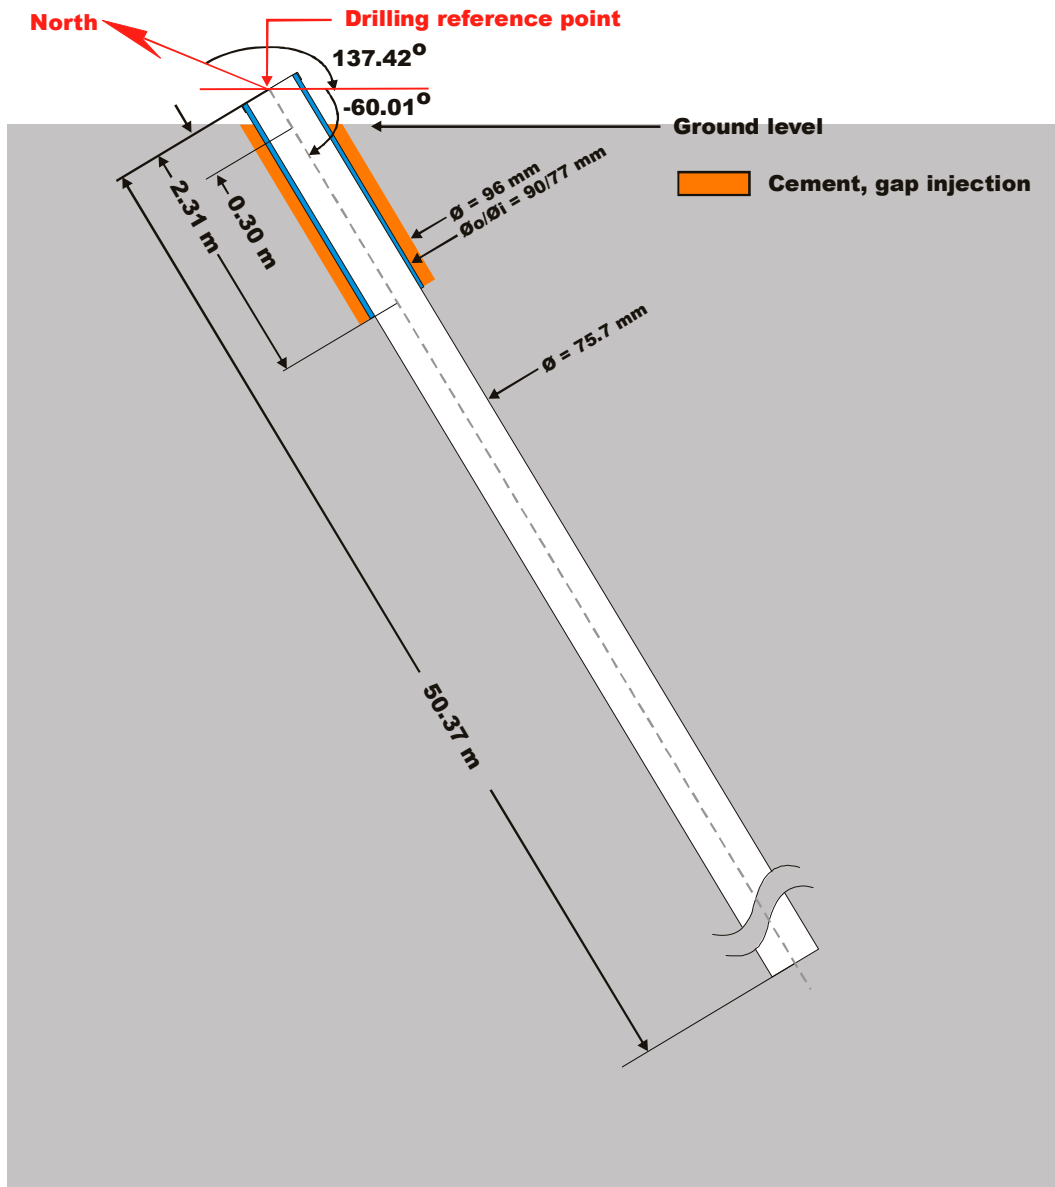 Drilling reference point
North
137.42°
-60.01°
Ground level
Cement, gap injection
Ø = 96 mm
Øo/Øi = 90/77 mm
2.31 m
0.30 m
Ø = 75.7 mm
50.37 m